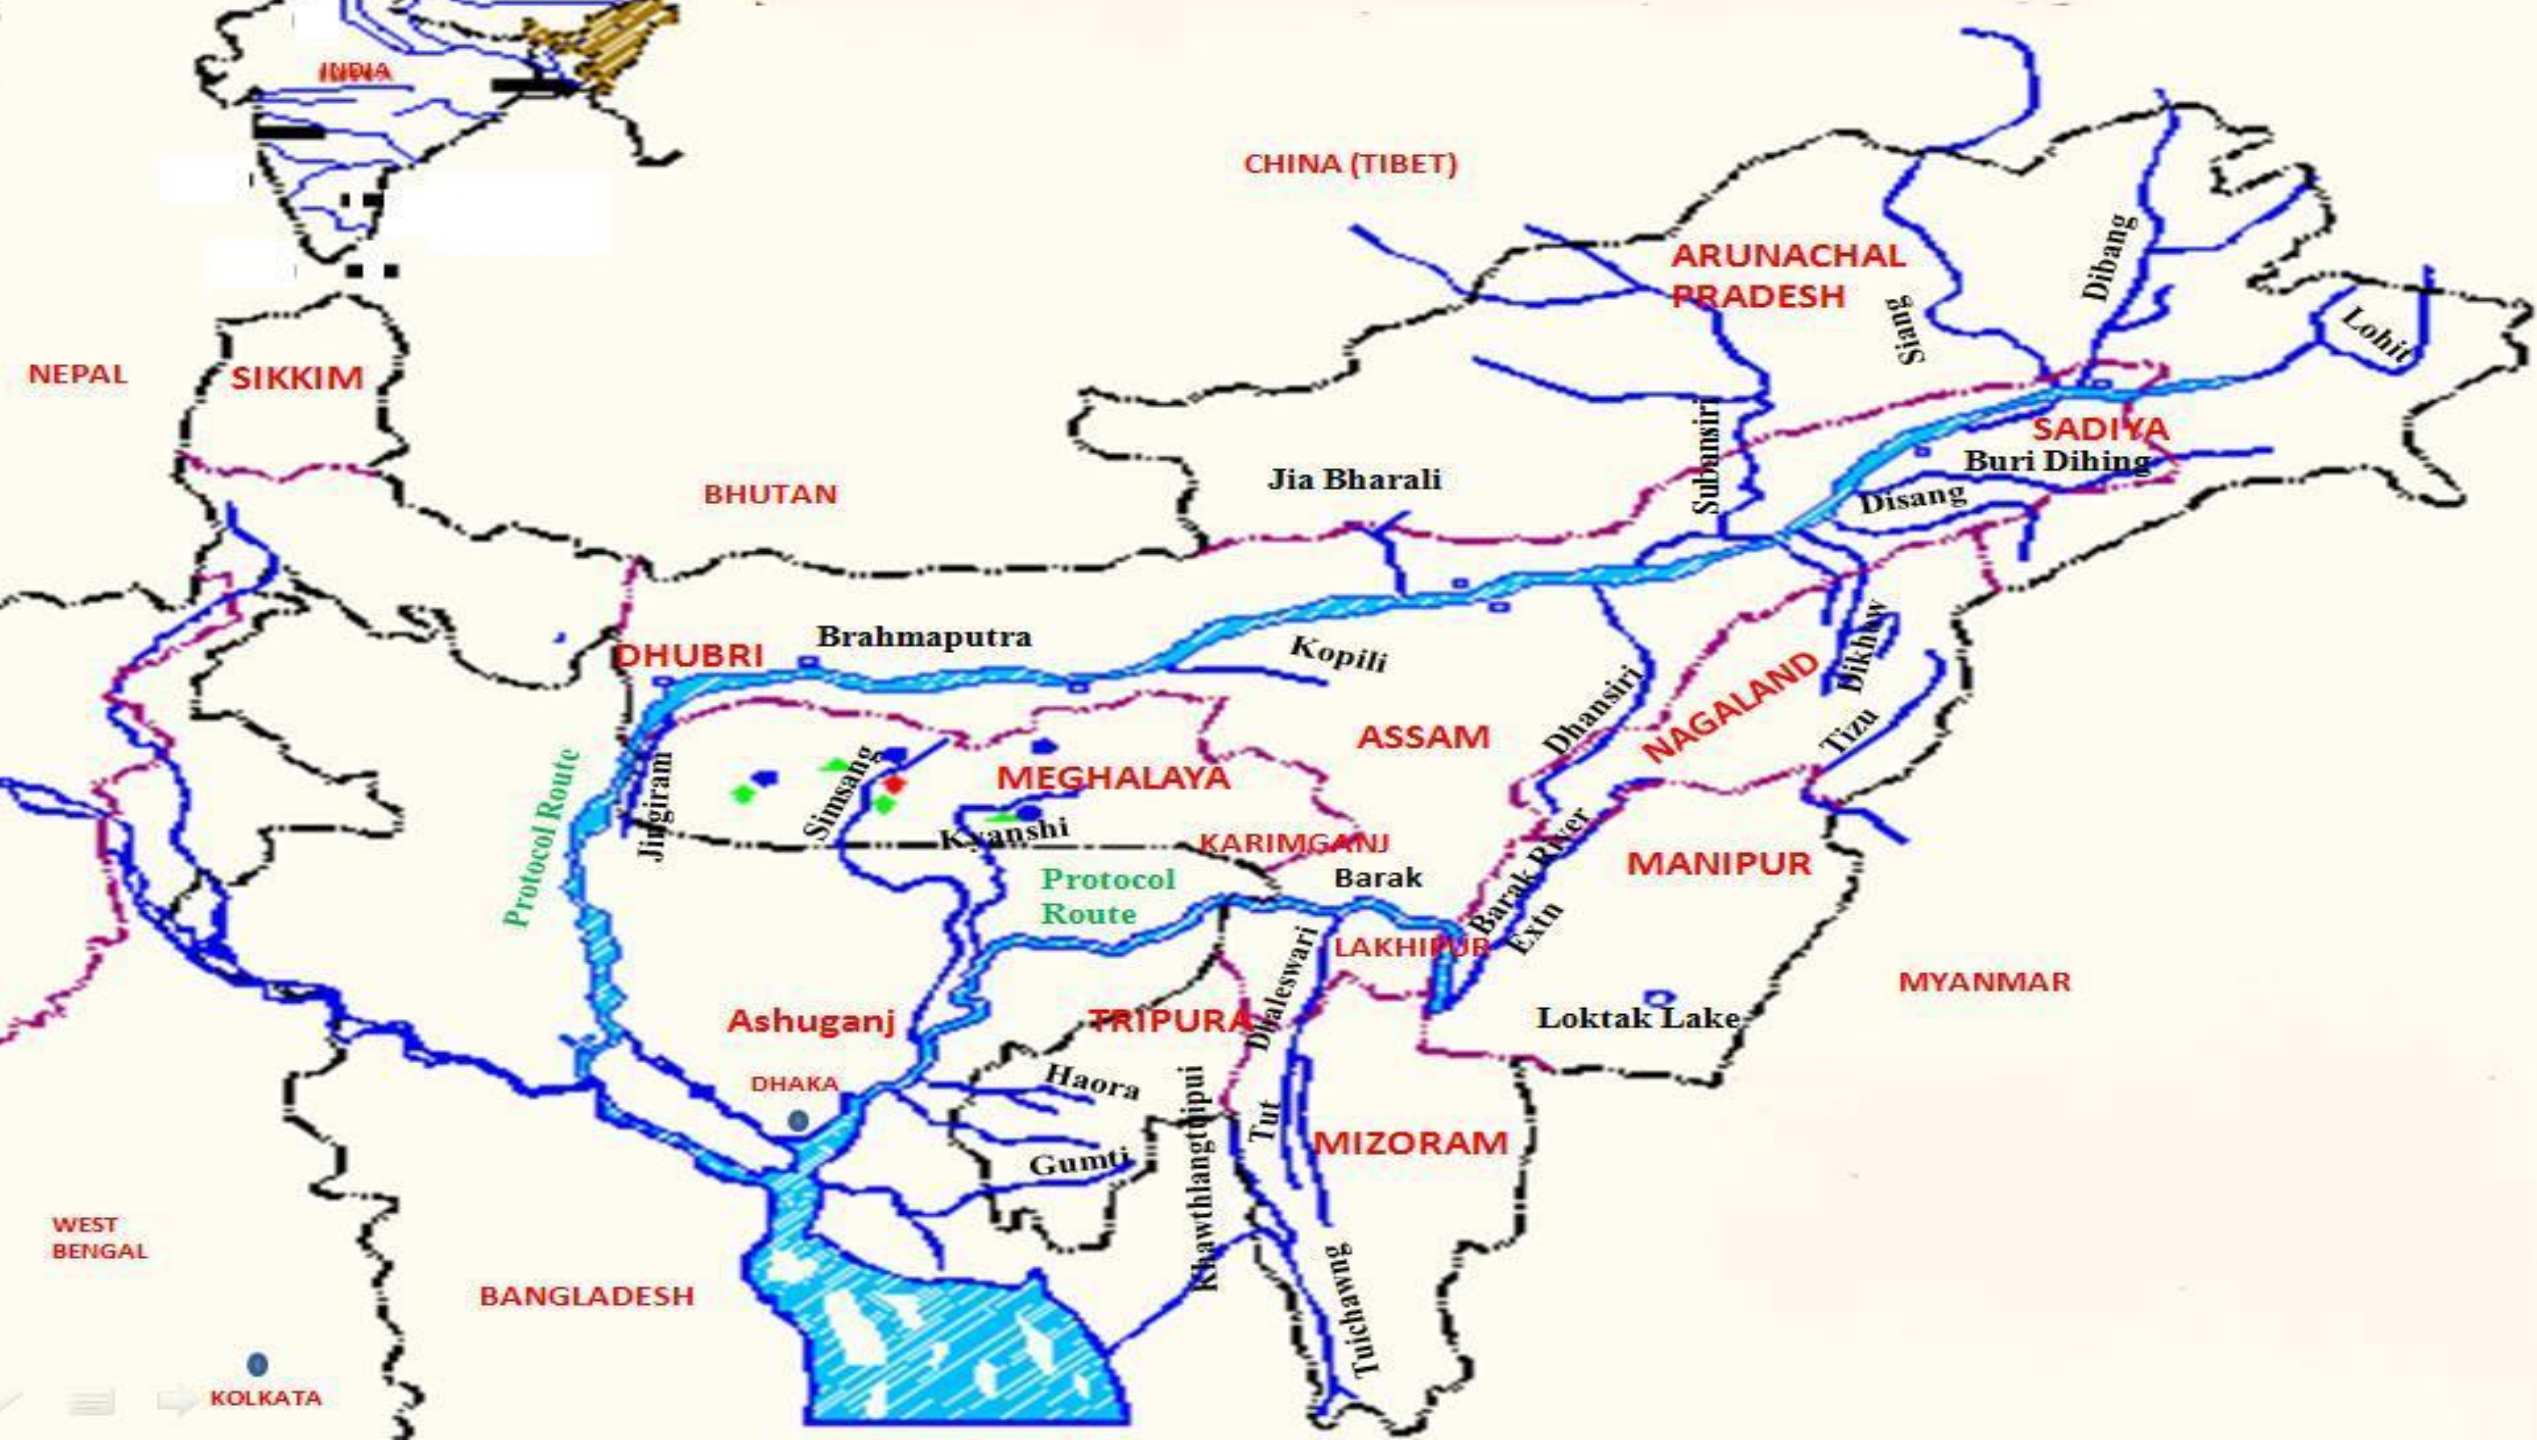 INDIA
CHINA (TIBET)
ARUNACHAL
PRADESH
Siang
Dibang
Lohit
NEPAL
SIKKIM
SADIYA
Subansiri
Buri Dihing
Jia Bharali
BHUTAN
Disang
Brahmaputra
DHUBRI
Kopili
Dikhow
Dhansiri
NAGALAND
Tizu
ASSAM
Protocol Route
Jingiram
Simsang
MEGHALAYA
Kyanshi
KARIMGANJ
Barak River
Extn
MANIPUR
Protocol
Route
Barak
LAKHIPUR
Dhaleswari
MYANMAR
Ashuganj
TRIPURA
Loktak Lake
DHAKA
Haora
Tut
MIZORAM
Gumti
Khawthlangtuipui
WEST
BENGAL
BANGLADESH
Tuichawng
KOLKATA